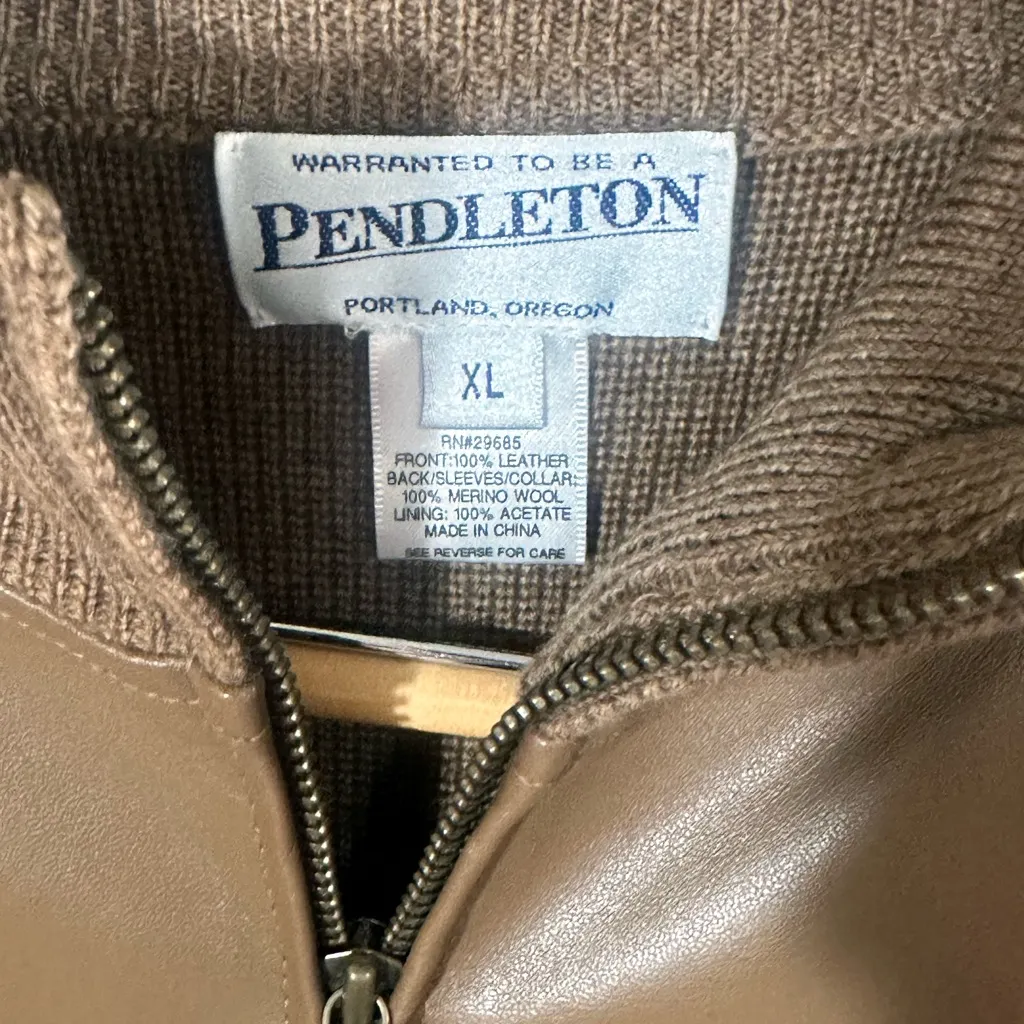 WARRANTED TO BE A
PENDLETON
PORTLAND, OREGON
XL
RN#29685
FRONT:100% LEATHER
BACK/SLEEVES/COLLAR:
100% MERINO WOOL
LINING: 100% ACETATE
MADE IN CHINA
SEE REVERSE FOR CARE